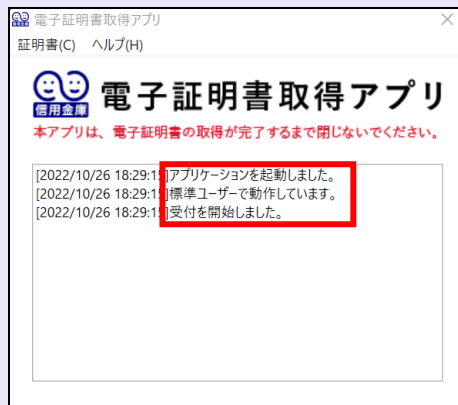 電子証明書取得アプリ
証明書(C) ヘルプ(H)
信用金庫
電子証明書取得アプリ
本アプリは、電子証明書の取得が完了するまで閉じないでください。
[2022/10/26 18:29:15]アプリケーションを起動しました。
[2022/10/26 18:29:15]標準ユーザーで動作しています。
[2022/10/26 18:29:15]受付を開始しました。